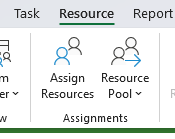 Task Resource Report
Assign Resource
Resources Pool
Assignments